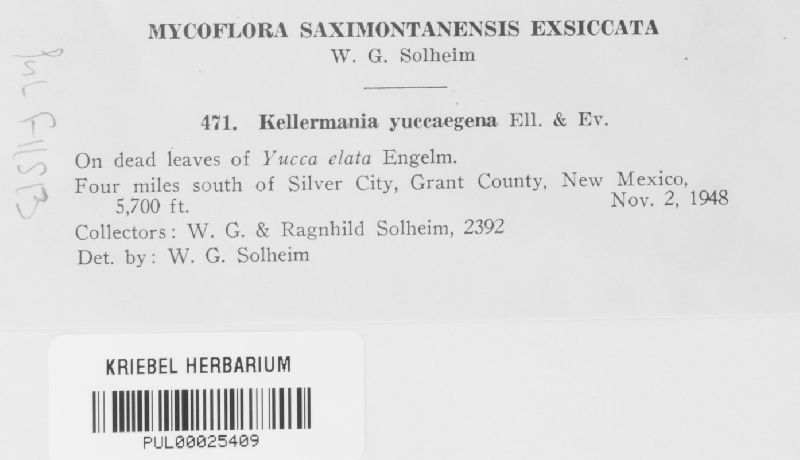 MYCOFLORA SAXIMONTANENSIS EXSICCATA
W. G. Solheim
471. Kellermania yuccaegena Ell. & Ev.
On dead leaves of Yucca elata Engelm.
Four miles south of Silver City, Grant County, New Mexico,
5,700 ft. Nov. 2, 1948
Collectors: W. G. & Ragnhild Solheim, 2392
Det. by: W. G. Solheim
PUL
KRIEBEL HERBARIUM
PUL00025409